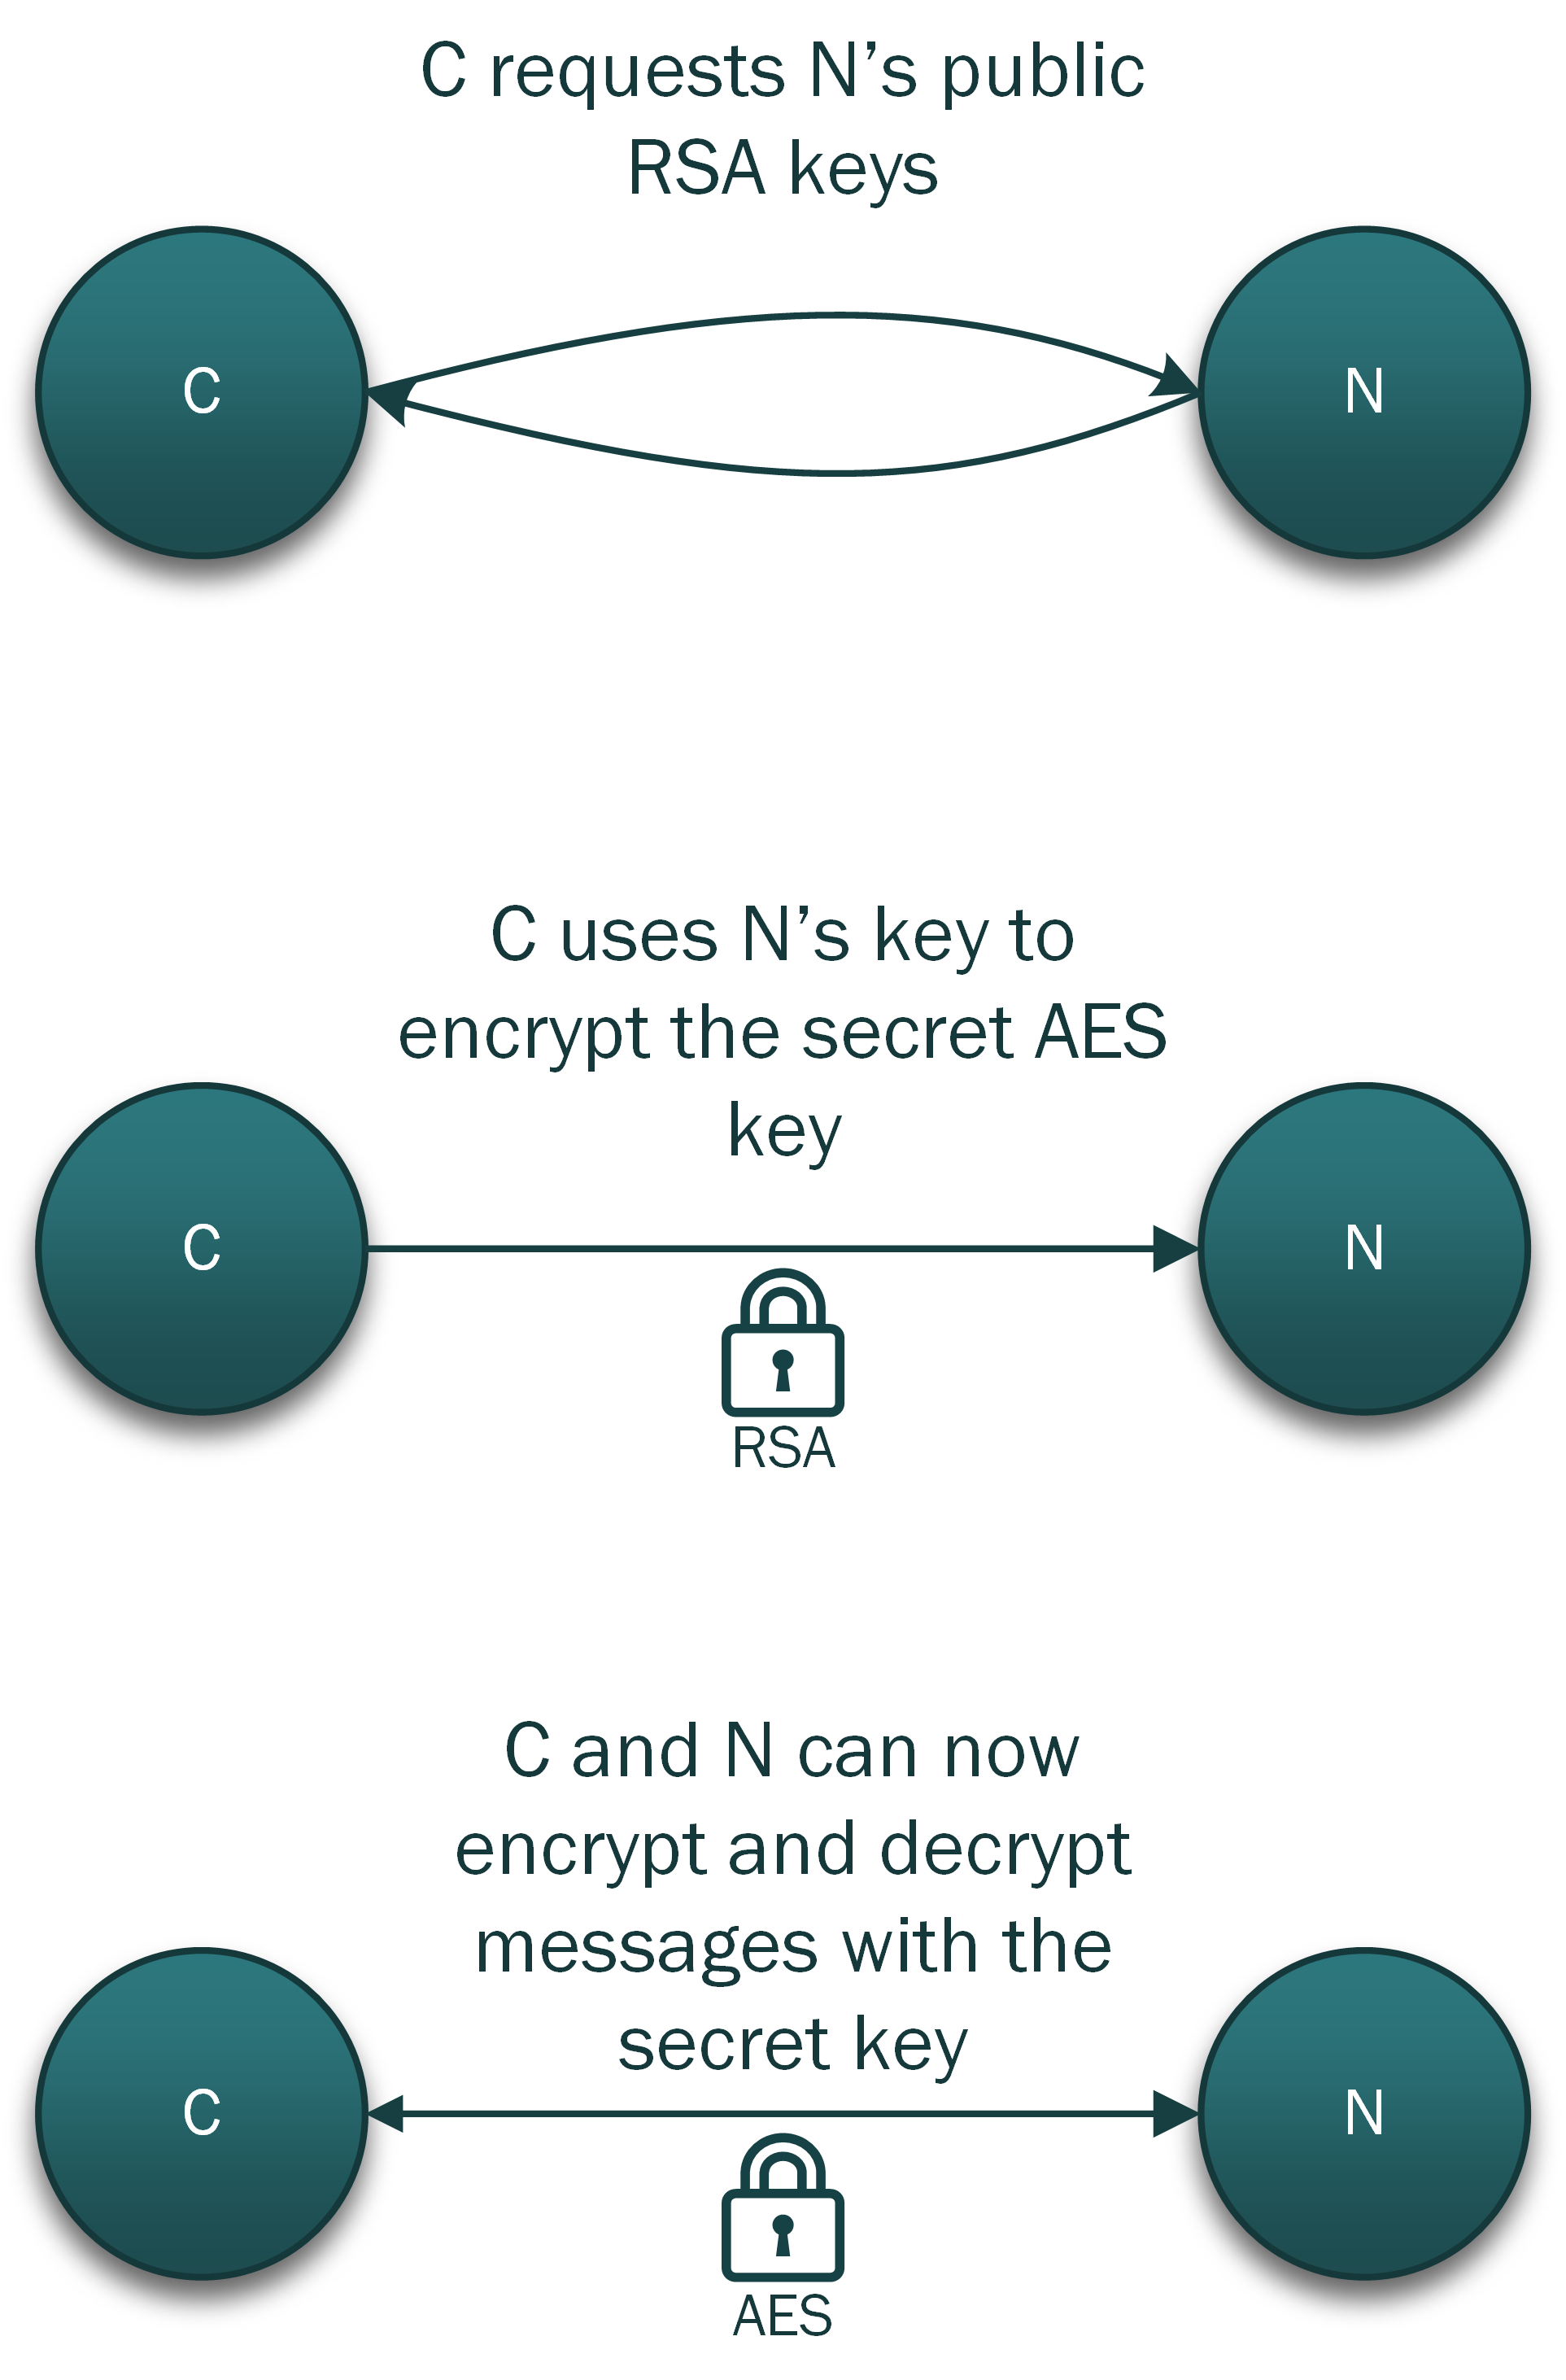 C requests N’s public
RSA keys
C
N
C uses N’s key to
encrypt the secret AES
key
C
N
RSA
C and N can now
encrypt and decrypt
messages with the
secret key
C
N
AES